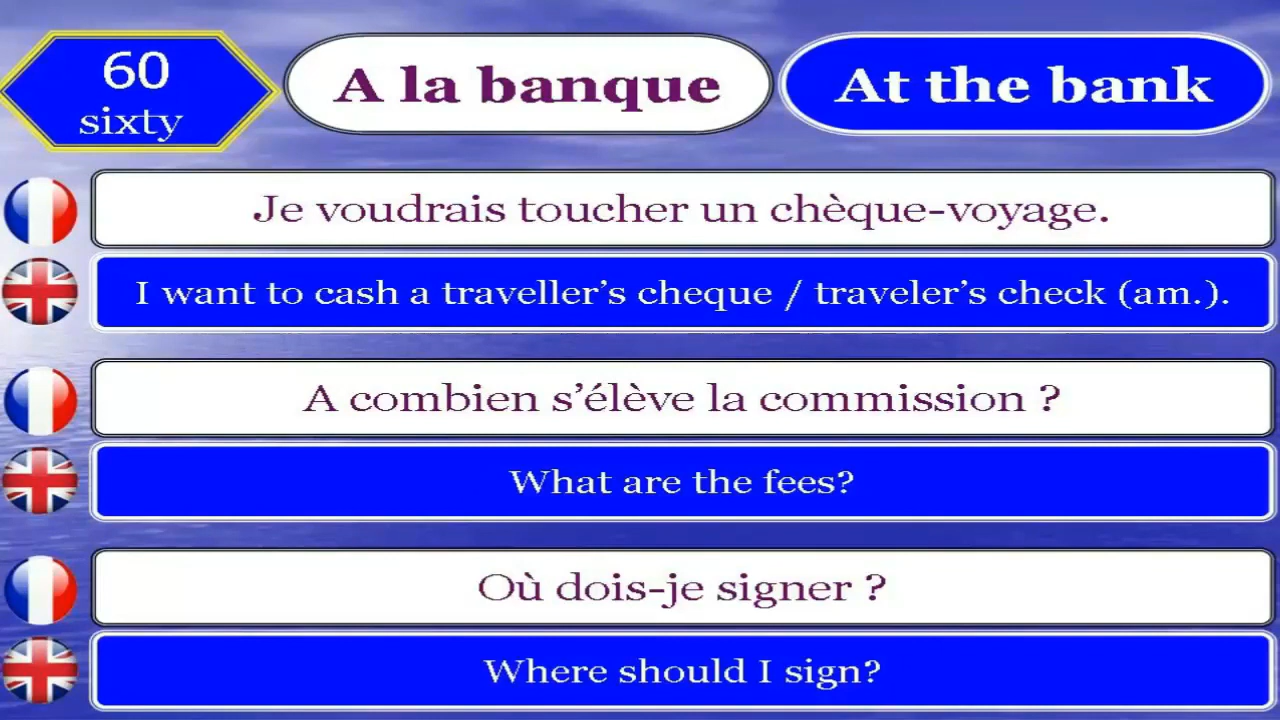 60
sixty
A la banque
At the bank
Je voudrais toucher un chèque-voyage.
I want to cash a traveller’s cheque / traveler’s check (am.).
A combien s’élève la commission ?
What are the fees?
Où dois-je signer ?
Where should I sign?